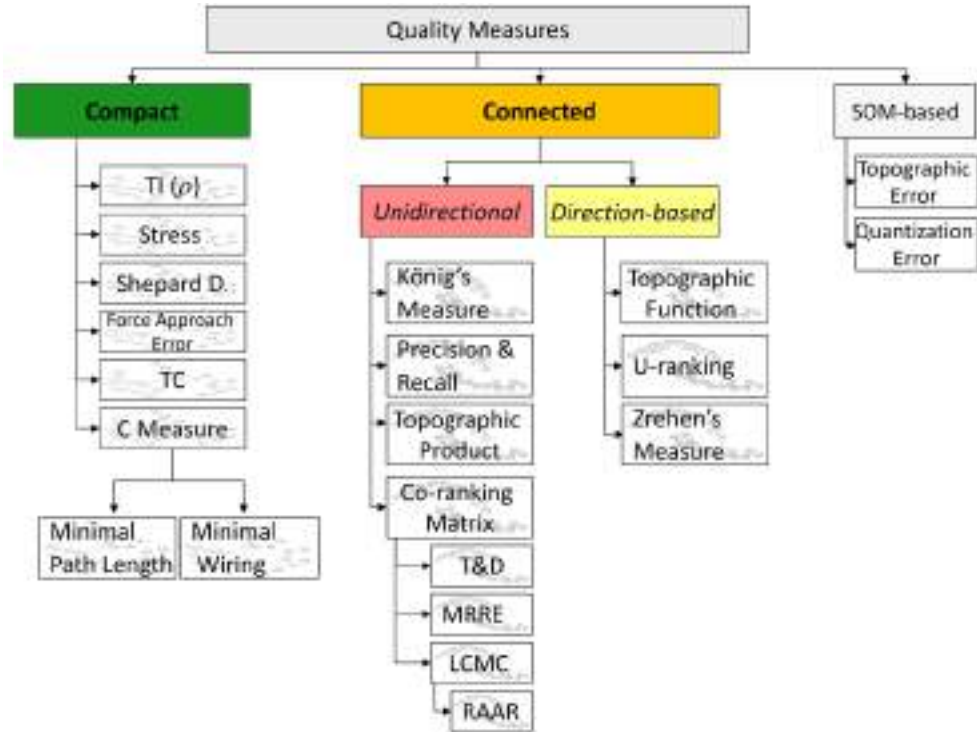 Quality Measures
Compact
Connected
SOM-based
TI (ρ)
Stress
Shepard D.
Force Approach
Error
TC
C Measure
Minimal
Path Length
Minimal
Wiring
Unidirectional
Direction-based
König's
Measure
Precision &
Recall
Topographic
Product
Co-ranking
Matrix
T&D
MRRE
LCMC
RAAR
Topographic
Function
U-ranking
Zrehen's
Measure
Topographic
Error
Quantization
Error